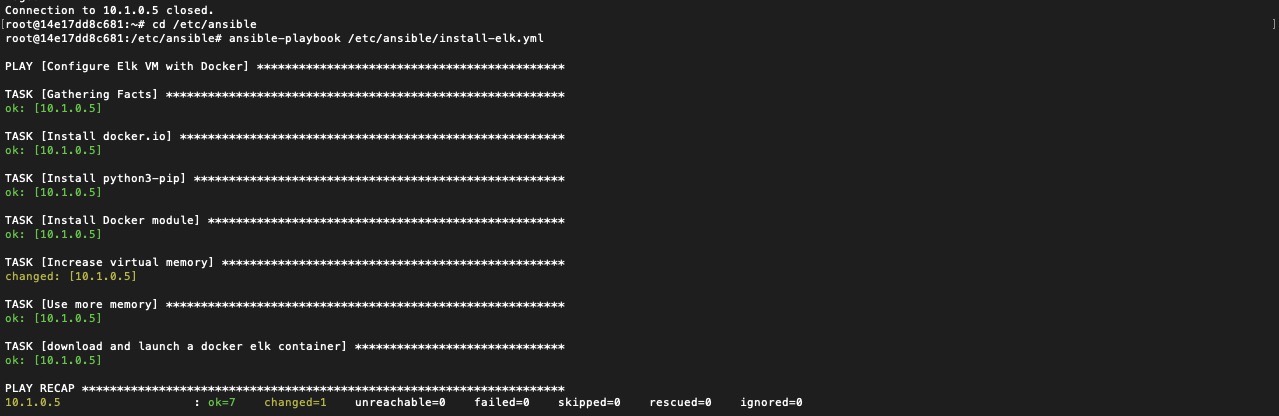 Connection to 10.1.0.5 closed.
[root@14e17dd8c681:~# cd /etc/ansible ]
root@14e17dd8c681:/etc/ansible# ansible-playbook /etc/ansible/install-elk.yml
PLAY [Configure Elk VM with Docker] ********************************************
TASK [Gathering Facts] *********************************************************
ok: [10.1.0.5]
TASK [Install docker.io] *******************************************************
ok: [10.1.0.5]
TASK [Install python3-pip] *****************************************************
ok: [10.1.0.5]
TASK [Install Docker module] ***************************************************
ok: [10.1.0.5]
TASK [Increase virtual memory] *************************************************
changed: [10.1.0.5]
TASK [Use more memory] *********************************************************
ok: [10.1.0.5]
TASK [download and launch a docker elk container] ******************************
ok: [10.1.0.5]
PLAY RECAP *********************************************************************
10.1.0.5                   : ok=7    changed=1    unreachable=0    failed=0    skipped=0    rescued=0    ignored=0